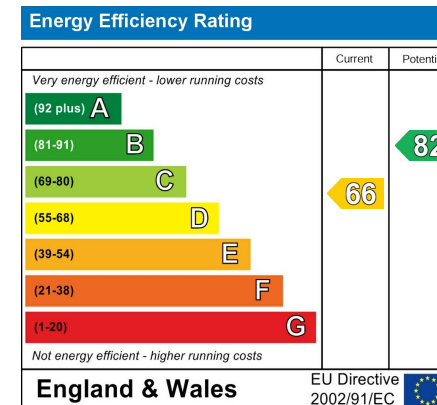 Energy Efficiency Rating
Current Potenti
Very energy efficient - lower running costs
(92 plus) A
(81-91) B 82
(69-80) C
66
(55-68) D
(39-54) E
(21-38) F
(1-20) G
Not energy efficient - higher running costs
England & Wales
EU Directive
2002/91/EC